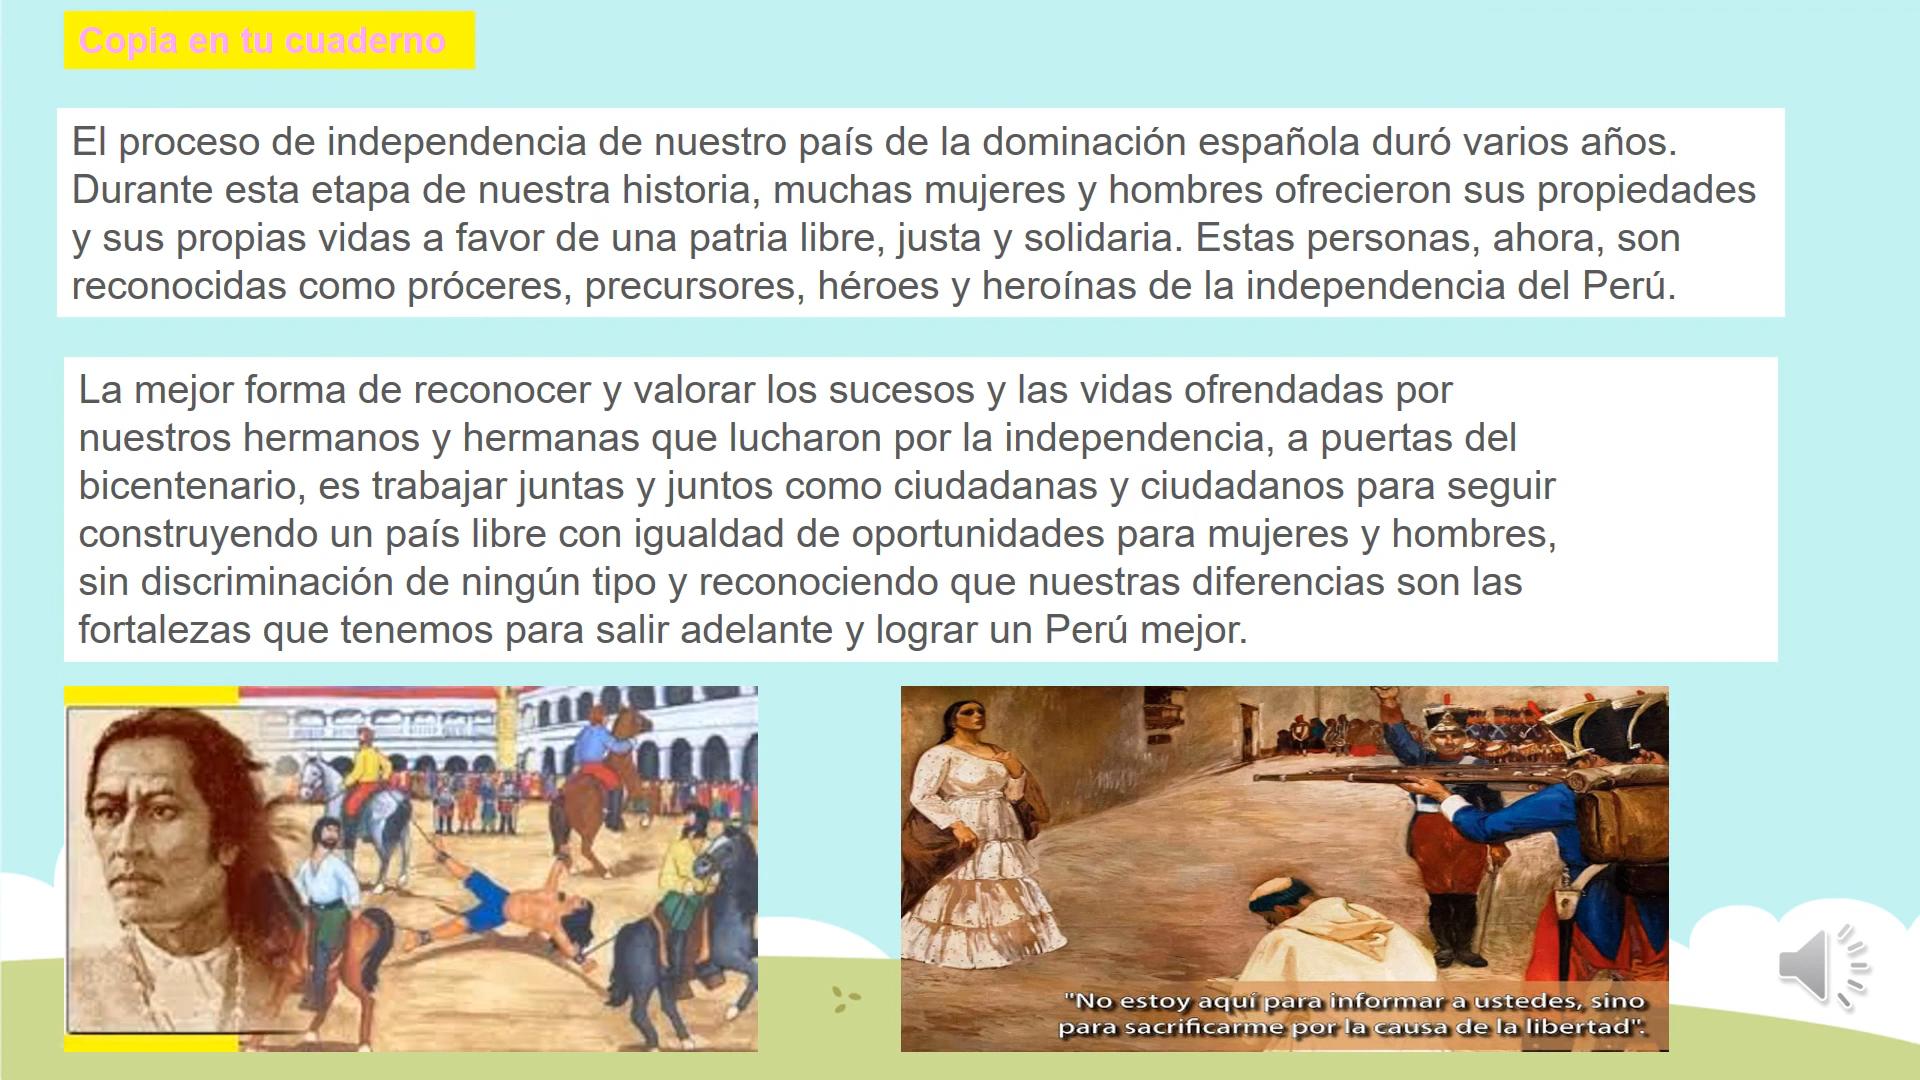 Copia en tu cuaderno
El proceso de independencia de nuestro país de la dominación española duró varios años.
Durante esta etapa de nuestra historia, muchas mujeres y hombres ofrecieron sus propiedades
y sus propias vidas a favor de una patria libre, justa y solidaria. Estas personas, ahora, son
reconocidas como próceres, precursores, héroes y heroínas de la independencia del Perú.
La mejor forma de reconocer y valorar los sucesos y las vidas ofrendadas por
nuestros hermanos y hermanas que lucharon por la independencia, a puertas del
bicentenario, es trabajar juntas y juntos como ciudadanas y ciudadanos para seguir
construyendo un país libre con igualdad de oportunidades para mujeres y hombres,
sin discriminación de ningún tipo y reconociendo que nuestras diferencias son las
fortalezas que tenemos para salir adelante y lograr un Perú mejor.
"No estoy aquí para informar a ustedes, sino
para sacrificarme por la causa de la libertad".